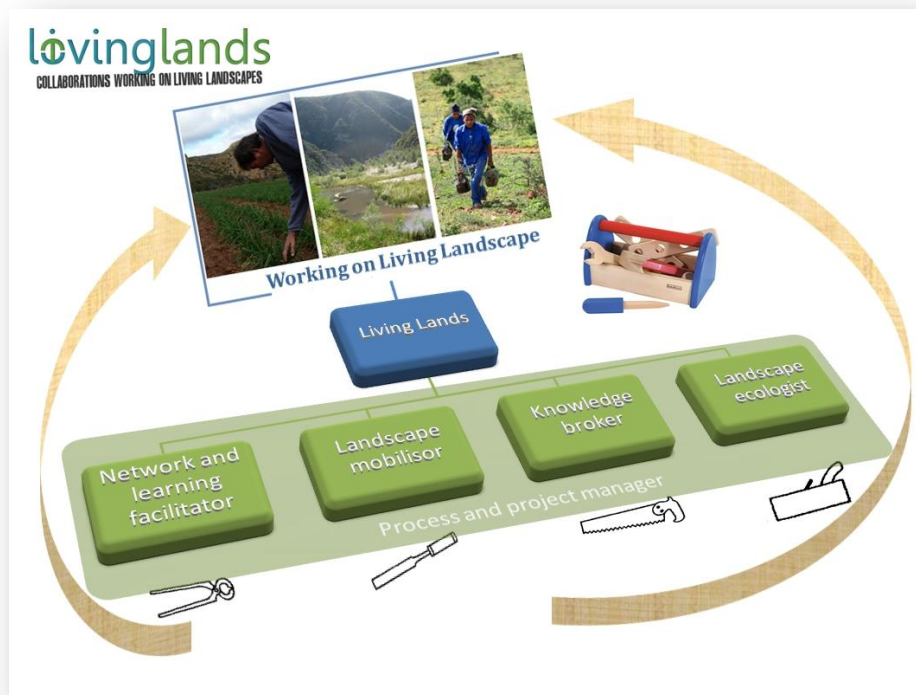 livinglands
COLLABORATIONS WORKING ON LIVING LANDSCAPES
Working on Living Landscape
Living Lands
Network and
learning
facilitator
Landscape
mobilisor
Knowledge
broker
Landscape
ecologist
Process and project manager